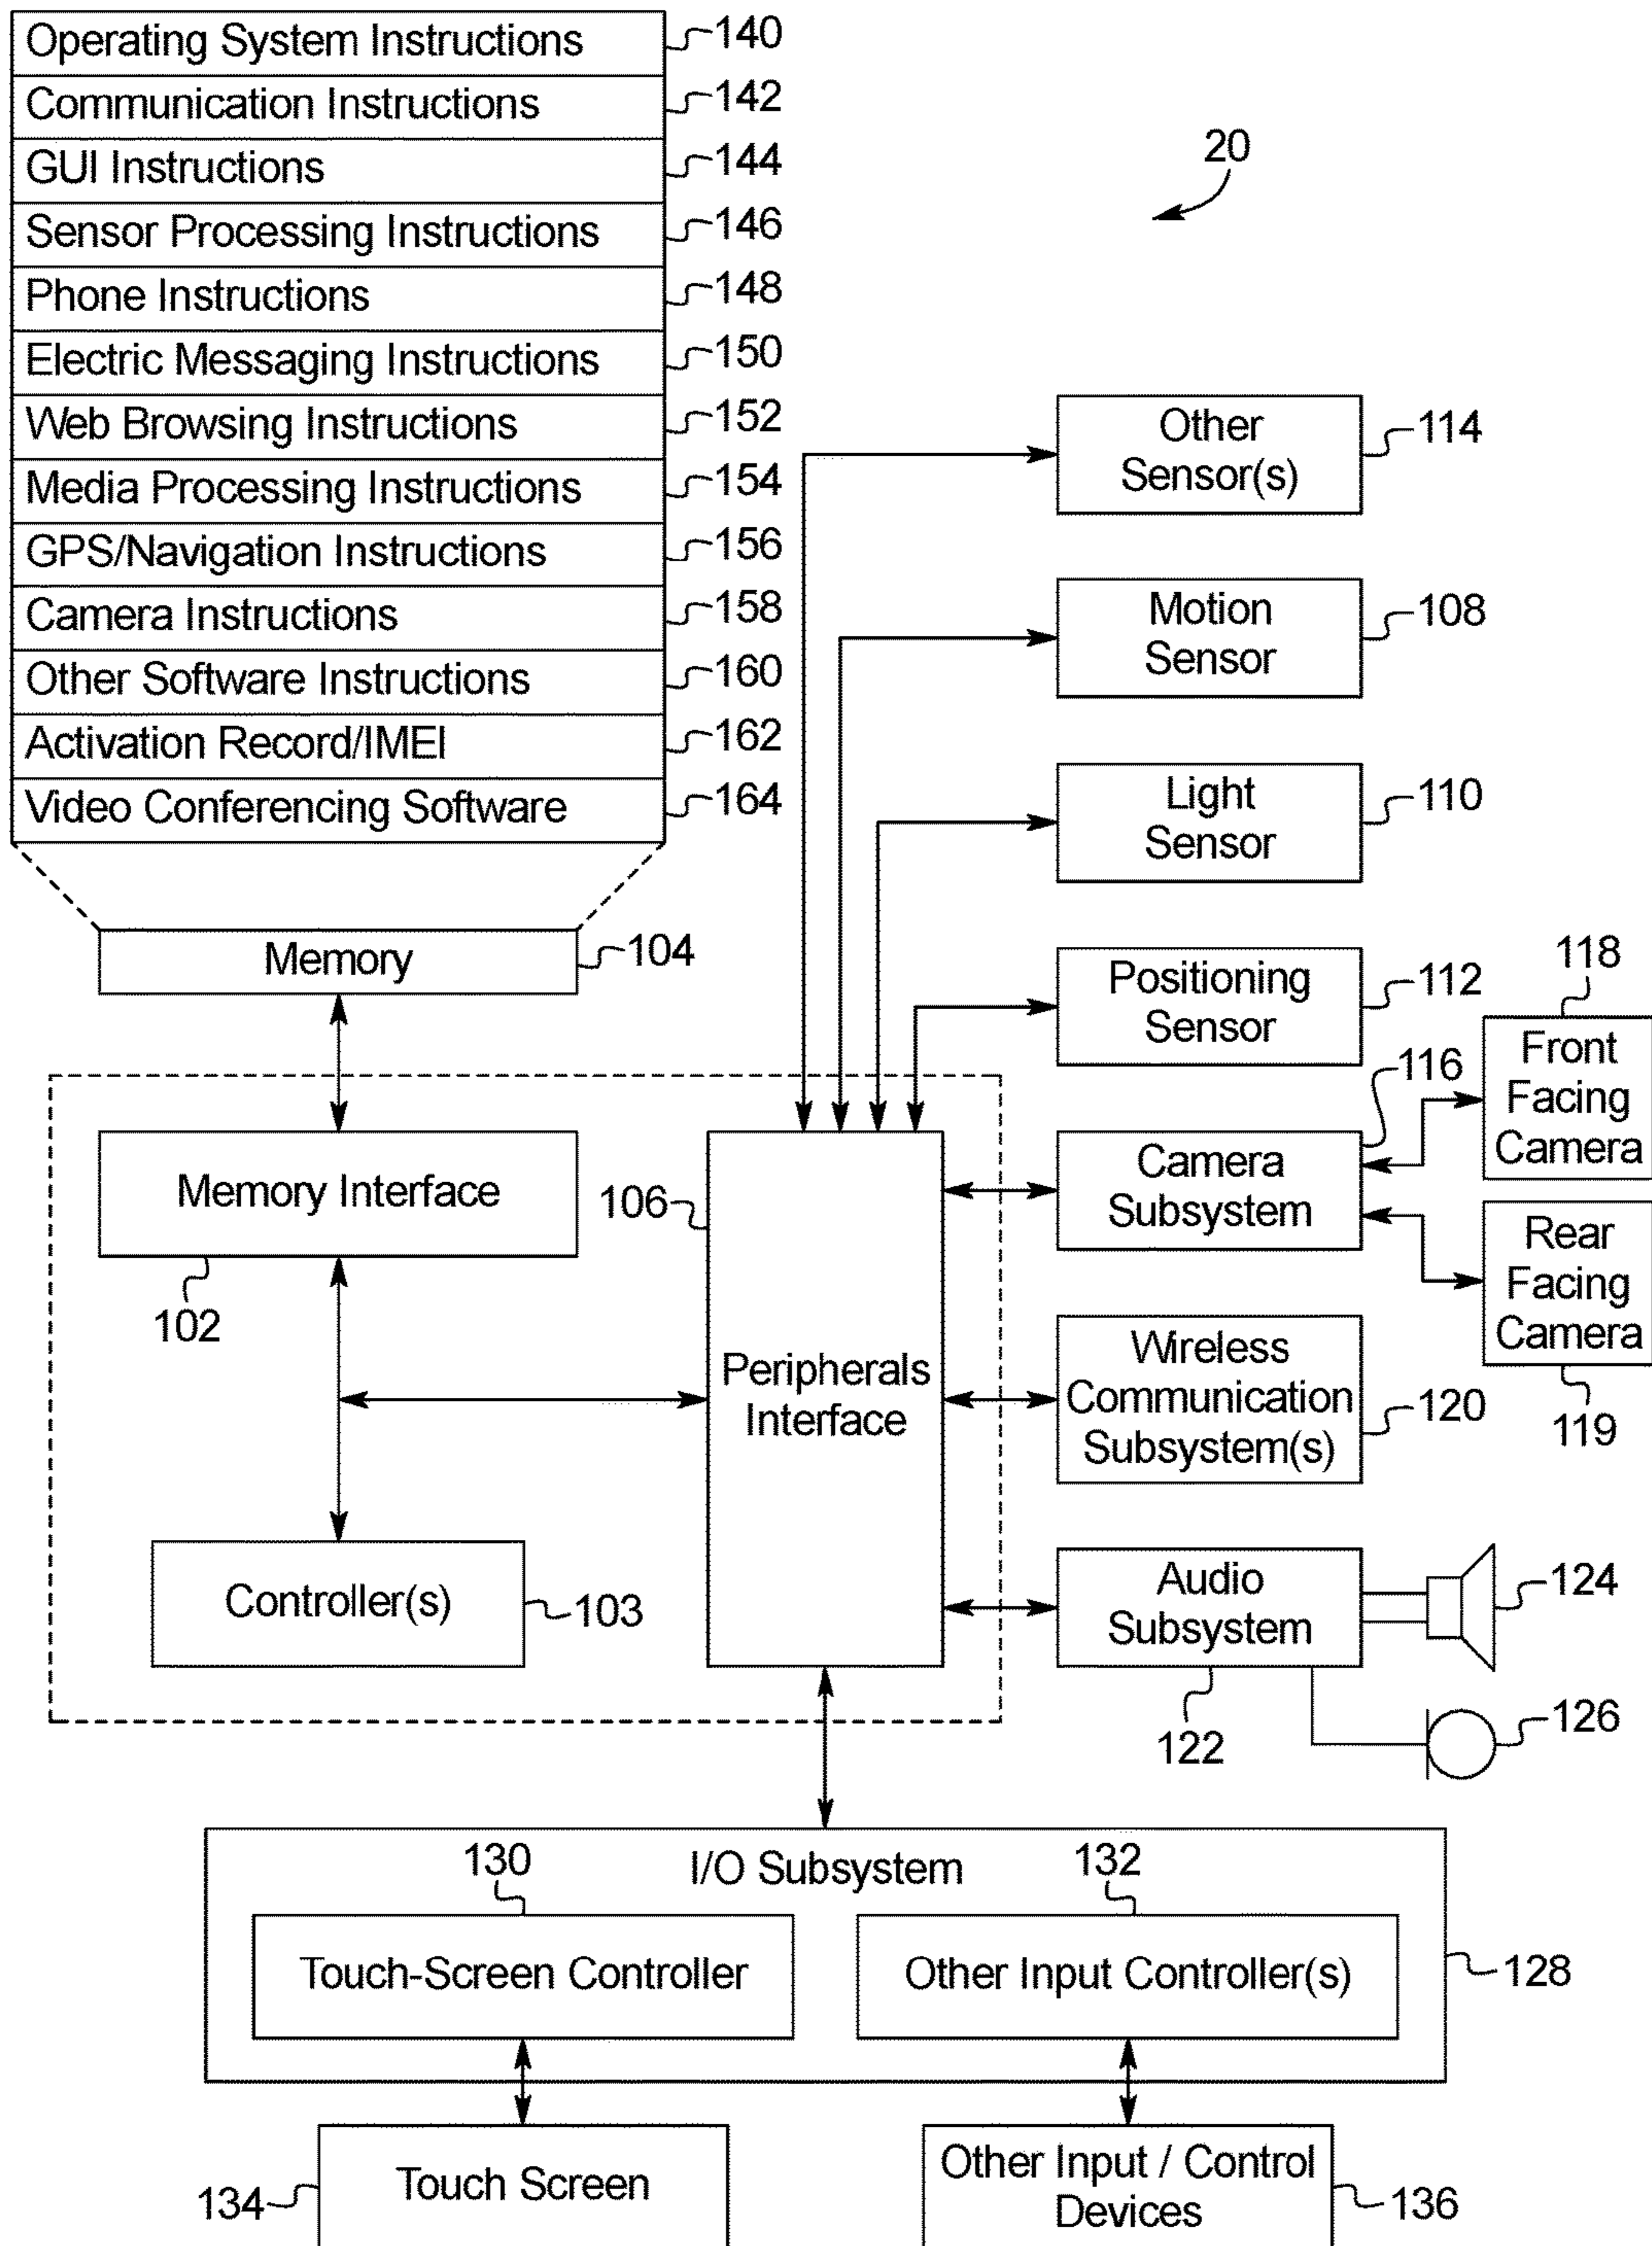 Operating System Instructions 140
Communication Instructions 142
GUI Instructions 144
Sensor Processing Instructions 146
Phone Instructions 148
Electric Messaging Instructions 150
Web Browsing Instructions 152
Media Processing Instructions 154
GPS/Navigation Instructions 156
Camera Instructions 158
Other Software Instructions 160
Activation Record/IMEI 162
Video Conferencing Software 164
20
Other
Sensor(s)
114
Motion
Sensor
108
Light
Sensor
110
Memory 104
Positioning
Sensor
112
118
Front
Facing
Camera
116
Camera
Subsystem
Rear
Facing
Camera
119
Memory Interface
102
106
Peripherals
Interface
Wireless
Communication
Subsystem(s)
120
Controller(s) 103
Audio
Subsystem
122
124
126
I/O Subsystem
130
132
Touch-Screen Controller
Other Input Controller(s)
128
Touch Screen
134
Other Input / Control
Devices
136